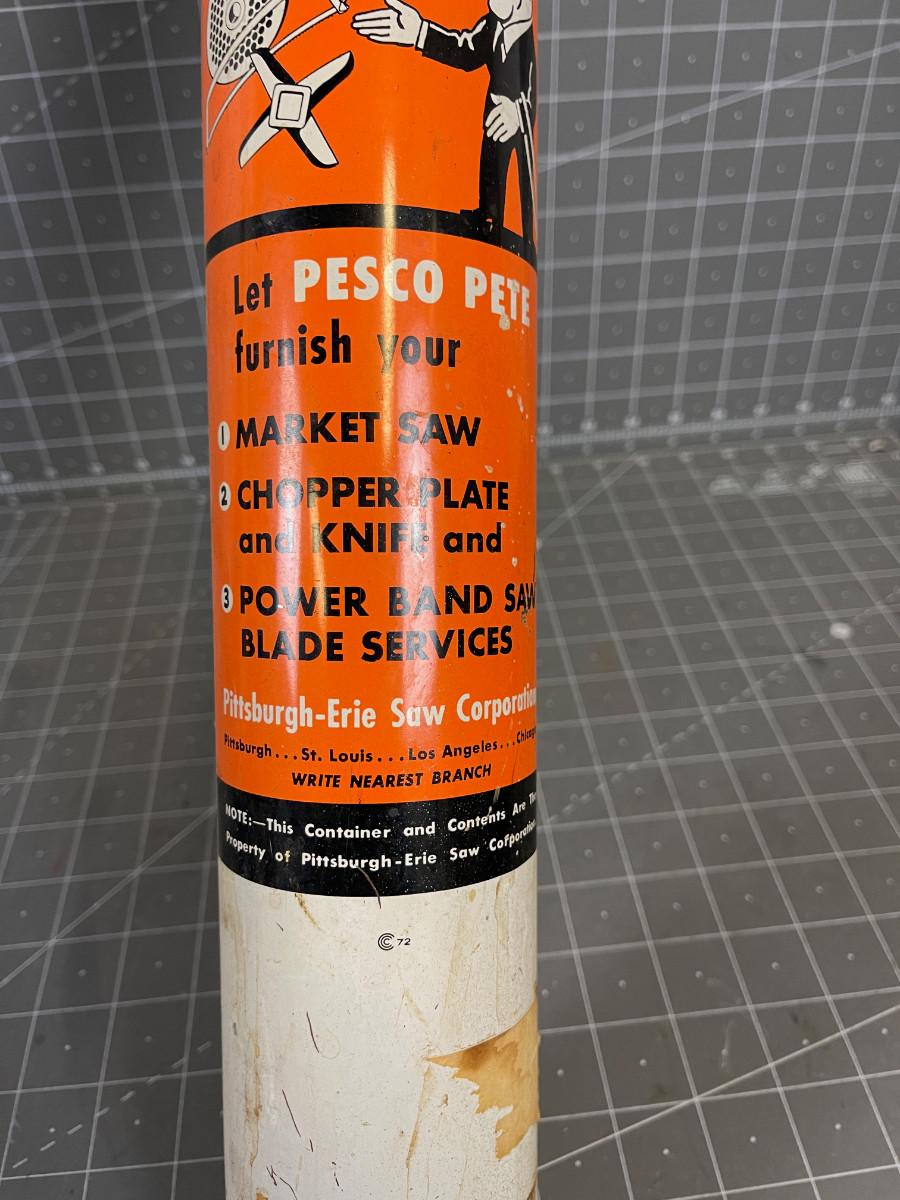 Let PESCO PETE
furnish your
1 MARKET SAW
2 CHOPPER PLATE
and KNIFE and
3 POWER BAND SAW
BLADE SERVICES
Pittsburgh-Erie Saw Corporation
Pittsburgh...St. Louis...Los Angeles...Chicago
WRITE NEAREST BRANCH
NOTE:—This Container and Contents Are The
Property of Pittsburgh-Erie Saw Corporation
CCC 72